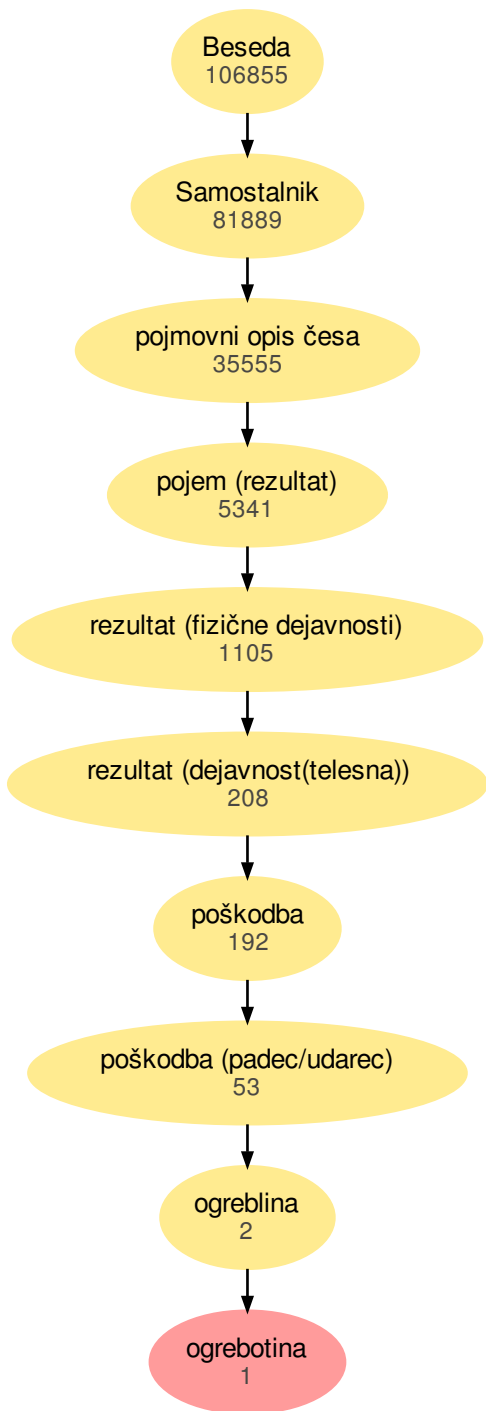 Beseda
106855
Samostalnik
81889
pojmovni opis česa
35555
pojem (rezultat)
5341
rezultat (fizične dejavnosti)
1105
rezultat (dejavnost(telesna))
208
poškodba
192
poškodba (padec/udarec)
53
ogreblina
2
ogrebotina
1